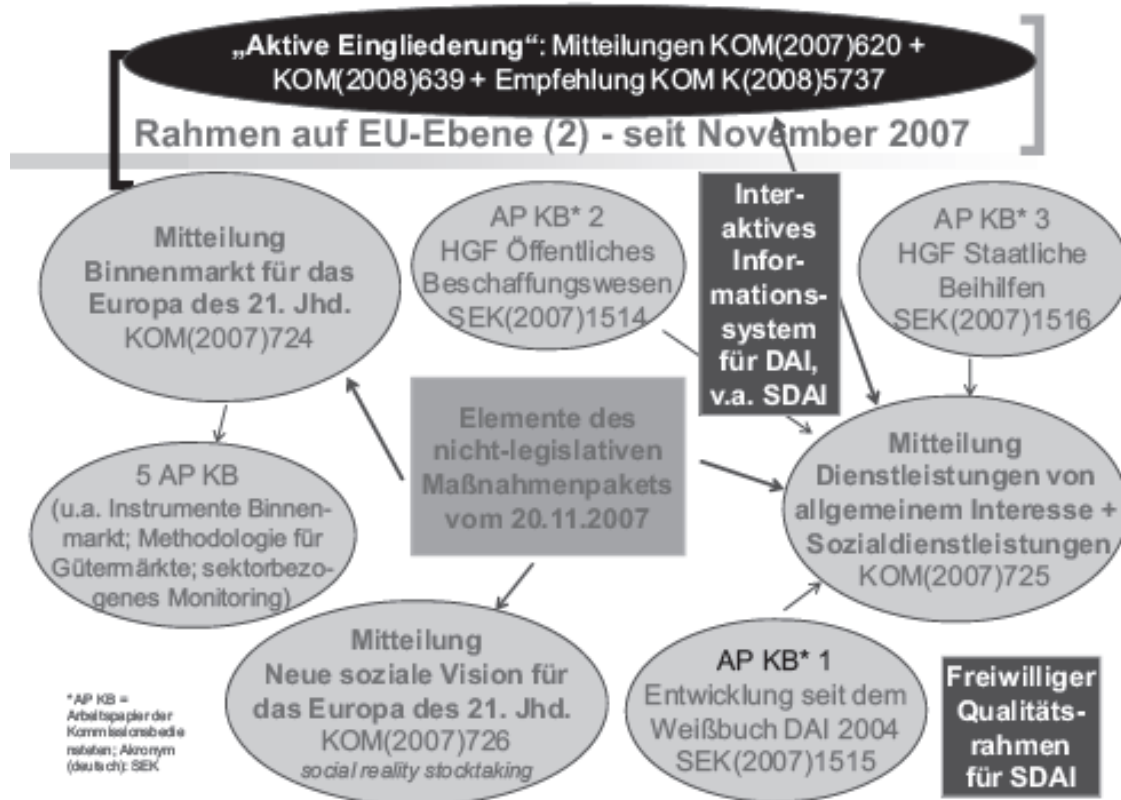 „Aktive Eingliederung“: Mitteilungen KOM(2007)620 +
KOM(2008)639 + Empfehlung KOM K(2008)5737
Rahmen auf EU-Ebene (2) - seit November 2007
Mitteilung
Binnenmarkt für das
Europa des 21. Jhd.
KOM(2007)724
AP KB* 2
HGF Öffentliches
Beschaffungswesen
SEK(2007)1514
Inter-
aktives
Infor-
mations-
system
für DAI,
v.a. SDAI
AP KB* 3
HGF Staatliche
Beihilfen
SEK(2007)1516
Elemente des
nicht-legislativen
Maßnahmenpakets
vom 20.11.2007
5 AP KB
(u.a. Instrumente Binnen-
markt; Methodologie für
Gütermärkte; sektorbezo-
genes Monitoring)
Mitteilung
Dienstleistungen von
allgemeinem Interesse +
Sozialdienstleistungen
KOM(2007)725
Mitteilung
Neue soziale Vision für
das Europa des 21. Jhd.
KOM(2007)726
social reality stocktaking
AP KB* 1
Entwicklung seit dem
Weißbuch DAI 2004
SEK(2007)1515
Freiwilliger
Qualitäts-
rahmen
für SDAI
*AP KB =
Arbeitspapier der
Kommissionsbedie
nsteten; Akronym
(deutsch): SEK